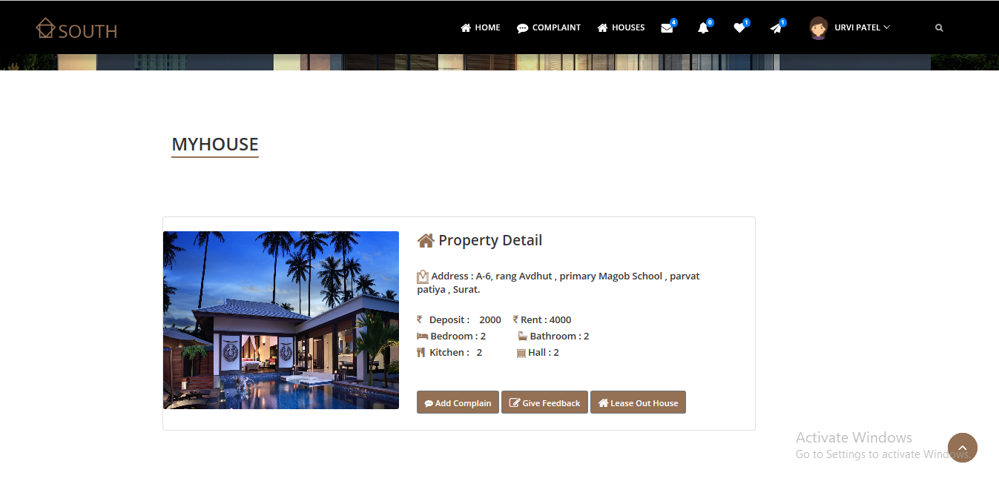 SOUTH
HOME COMPLAINT HOUSES 4 0 1 1 URVI PATEL
MYHOUSE
Property Detail
Address : A-6, rang Avdhut , primary Magob School , parvat
patiya , Surat.
₹ Deposit : 2000 ₹ Rent : 4000
Bedroom : 2 Bathroom : 2
Kitchen : 2 Hall : 2
Add Complain Give Feedback Lease Out House
Activate Windows
Go to Settings to activate Windows.